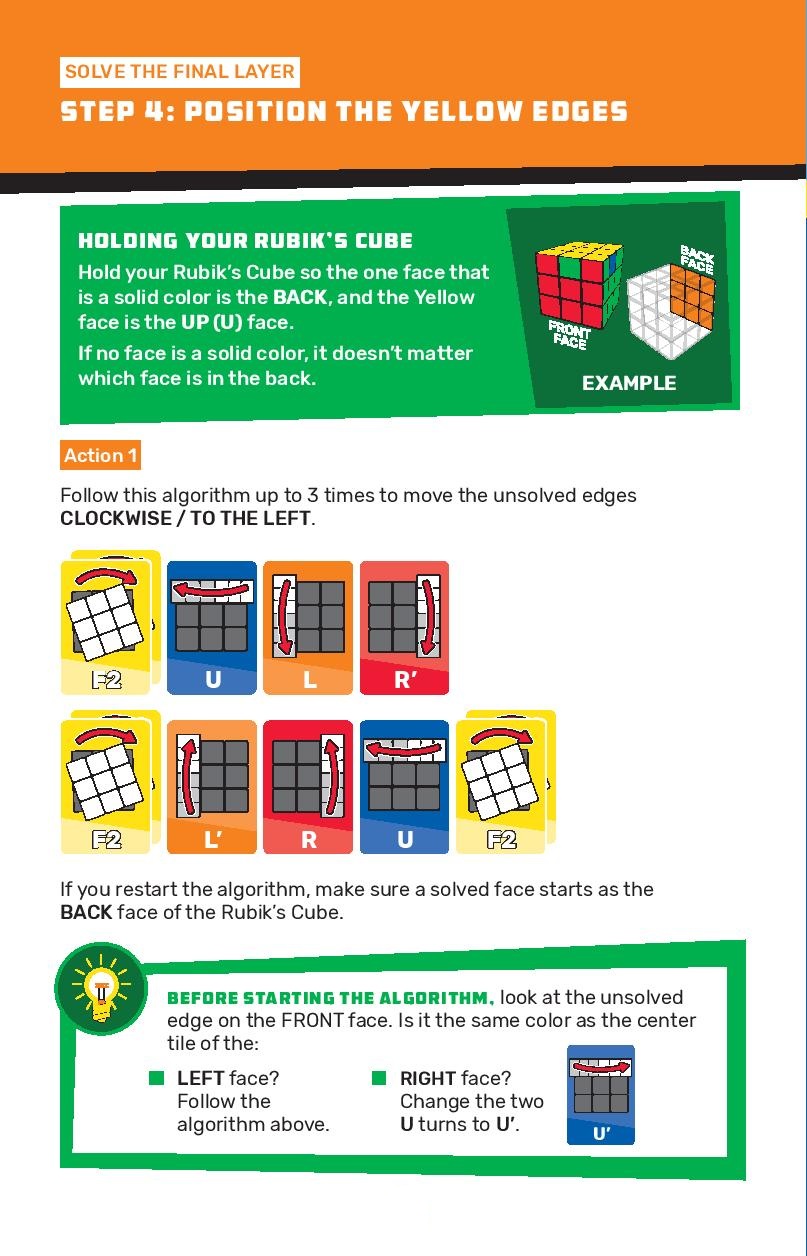 SOLVE THE FINAL LAYER
STEP 4: POSITION THE YELLOW EDGES
HOLDING YOUR RUBIK'S CUBE
Hold your Rubik's Cube so the one face that
is a solid color is the BACK, and the Yellow
face is the UP (U) face.
If no face is a solid color, it doesn't matter
which face is in the back.
BACK
FACE
FRONT
FACE
EXAMPLE
Action 1
Follow this algorithm up to 3 times to move the unsolved edges
CLOCKWISE / TO THE LEFT.
F2 U L R'
F2 L' R U F2
If you restart the algorithm, make sure a solved face starts as the
BACK face of the Rubik's Cube.
BEFORE STARTING THE ALGORITHM, look at the unsolved
edge on the FRONT face. Is it the same color as the center
tile of the:
LEFT face?
Follow the
algorithm above.
RIGHT face?
Change the two
U turns to U'.
U'